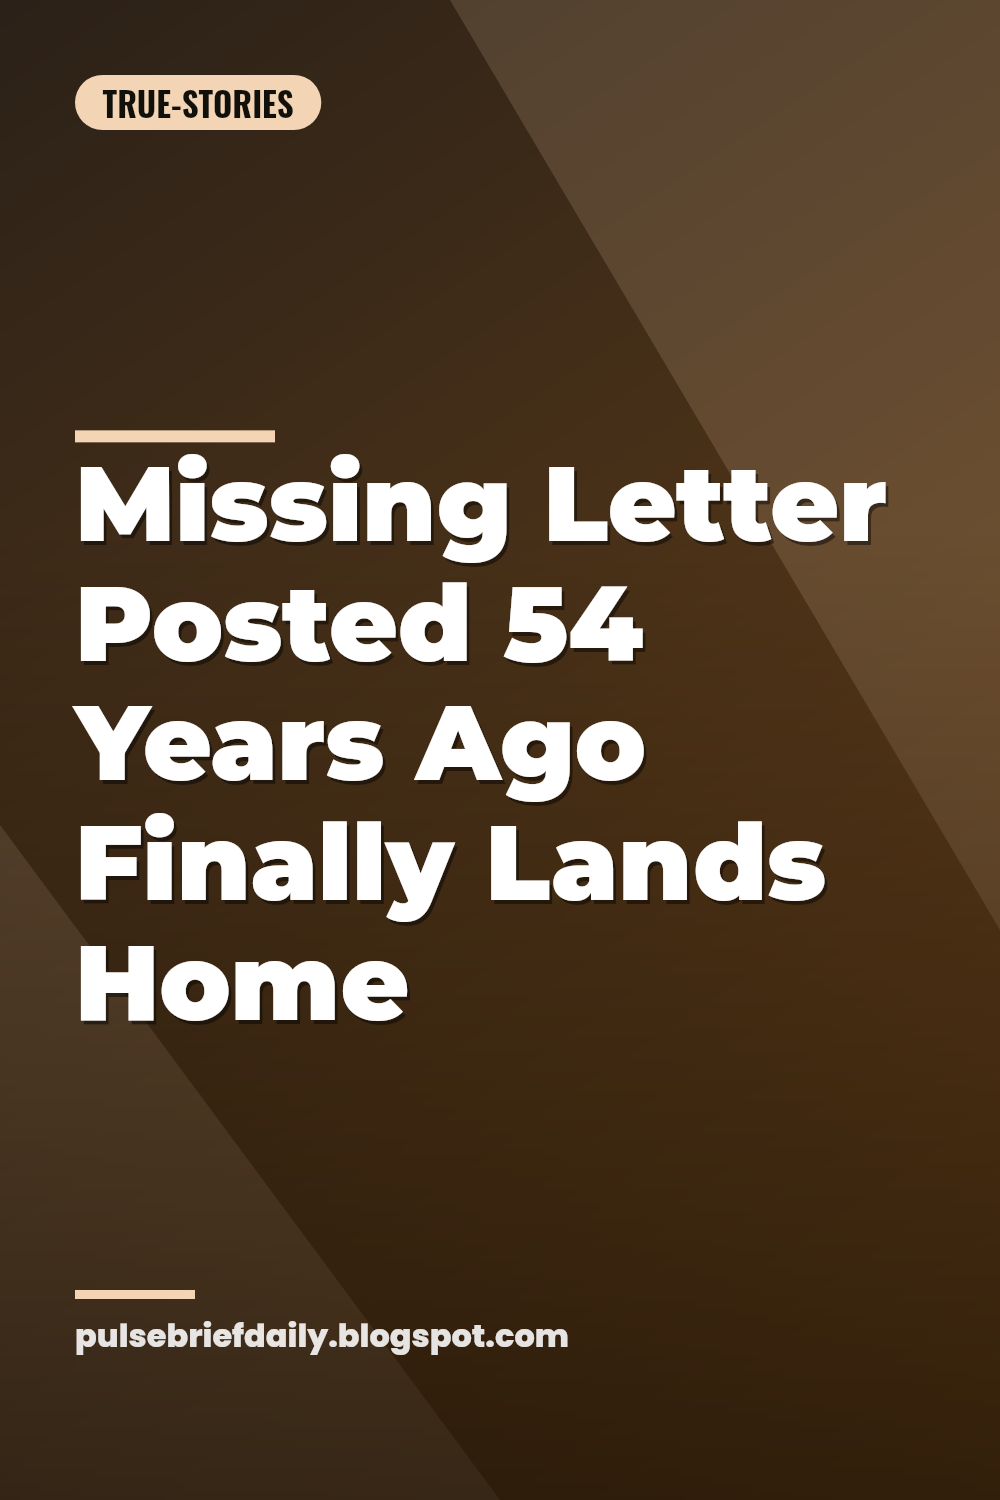 TRUE-STORIES
Missing Letter
Posted 54
Years Ago
Finally Lands
Home
pulsebriefdaily.blogspot.com